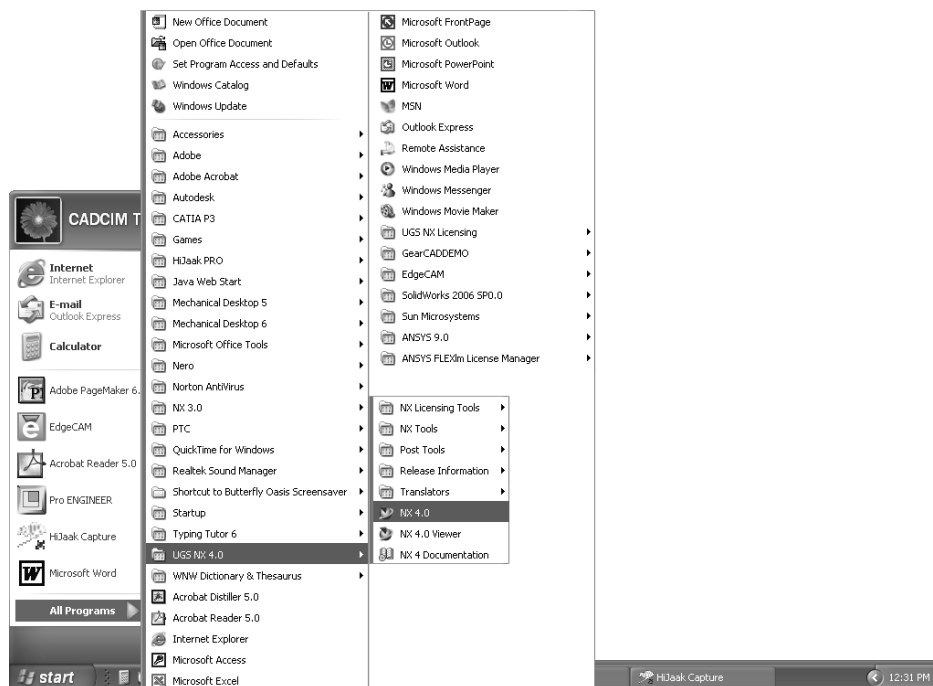 CADCIM T
Internet
Internet Explorer
E-mail
Outlook Express
Calculator
Adobe PageMaker 6.
EdgeCAM
Acrobat Reader 5.0
Pro ENGINEER
HiJaak Capture
Microsoft Word
All Programs
start
New Office Document
Open Office Document
Set Program Access and Defaults
Windows Catalog
Windows Update
Accessories
Adobe
Adobe Acrobat
Autodesk
CATIA P3
Games
HiJaak PRO
Java Web Start
Mechanical Desktop 5
Mechanical Desktop 6
Microsoft Office Tools
Nero
Norton AntiVirus
NX 3.0
PTC
QuickTime for Windows
Realtek Sound Manager
Shortcut to Butterfly Oasis Screensaver
Startup
Typing Tutor 6
UGS NX 4.0
WNW Dictionary & Thesaurus
Acrobat Distiller 5.0
Acrobat Reader 5.0
Internet Explorer
Microsoft Access
Microsoft Excel
Microsoft FrontPage
Microsoft Outlook
Microsoft PowerPoint
Microsoft Word
MSN
Outlook Express
Remote Assistance
Windows Media Player
Windows Messenger
Windows Movie Maker
UGS NX Licensing
GearCADDEMO
EdgeCAM
SolidWorks 2006 SP0.0
Sun Microsystems
ANSYS 9.0
ANSYS FLEXlm License Manager
NX Licensing Tools
NX Tools
Post Tools
Release Information
Translators
NX 4.0
NX 4.0 Viewer
NX 4 Documentation
HiJaak Capture
12:31 PM